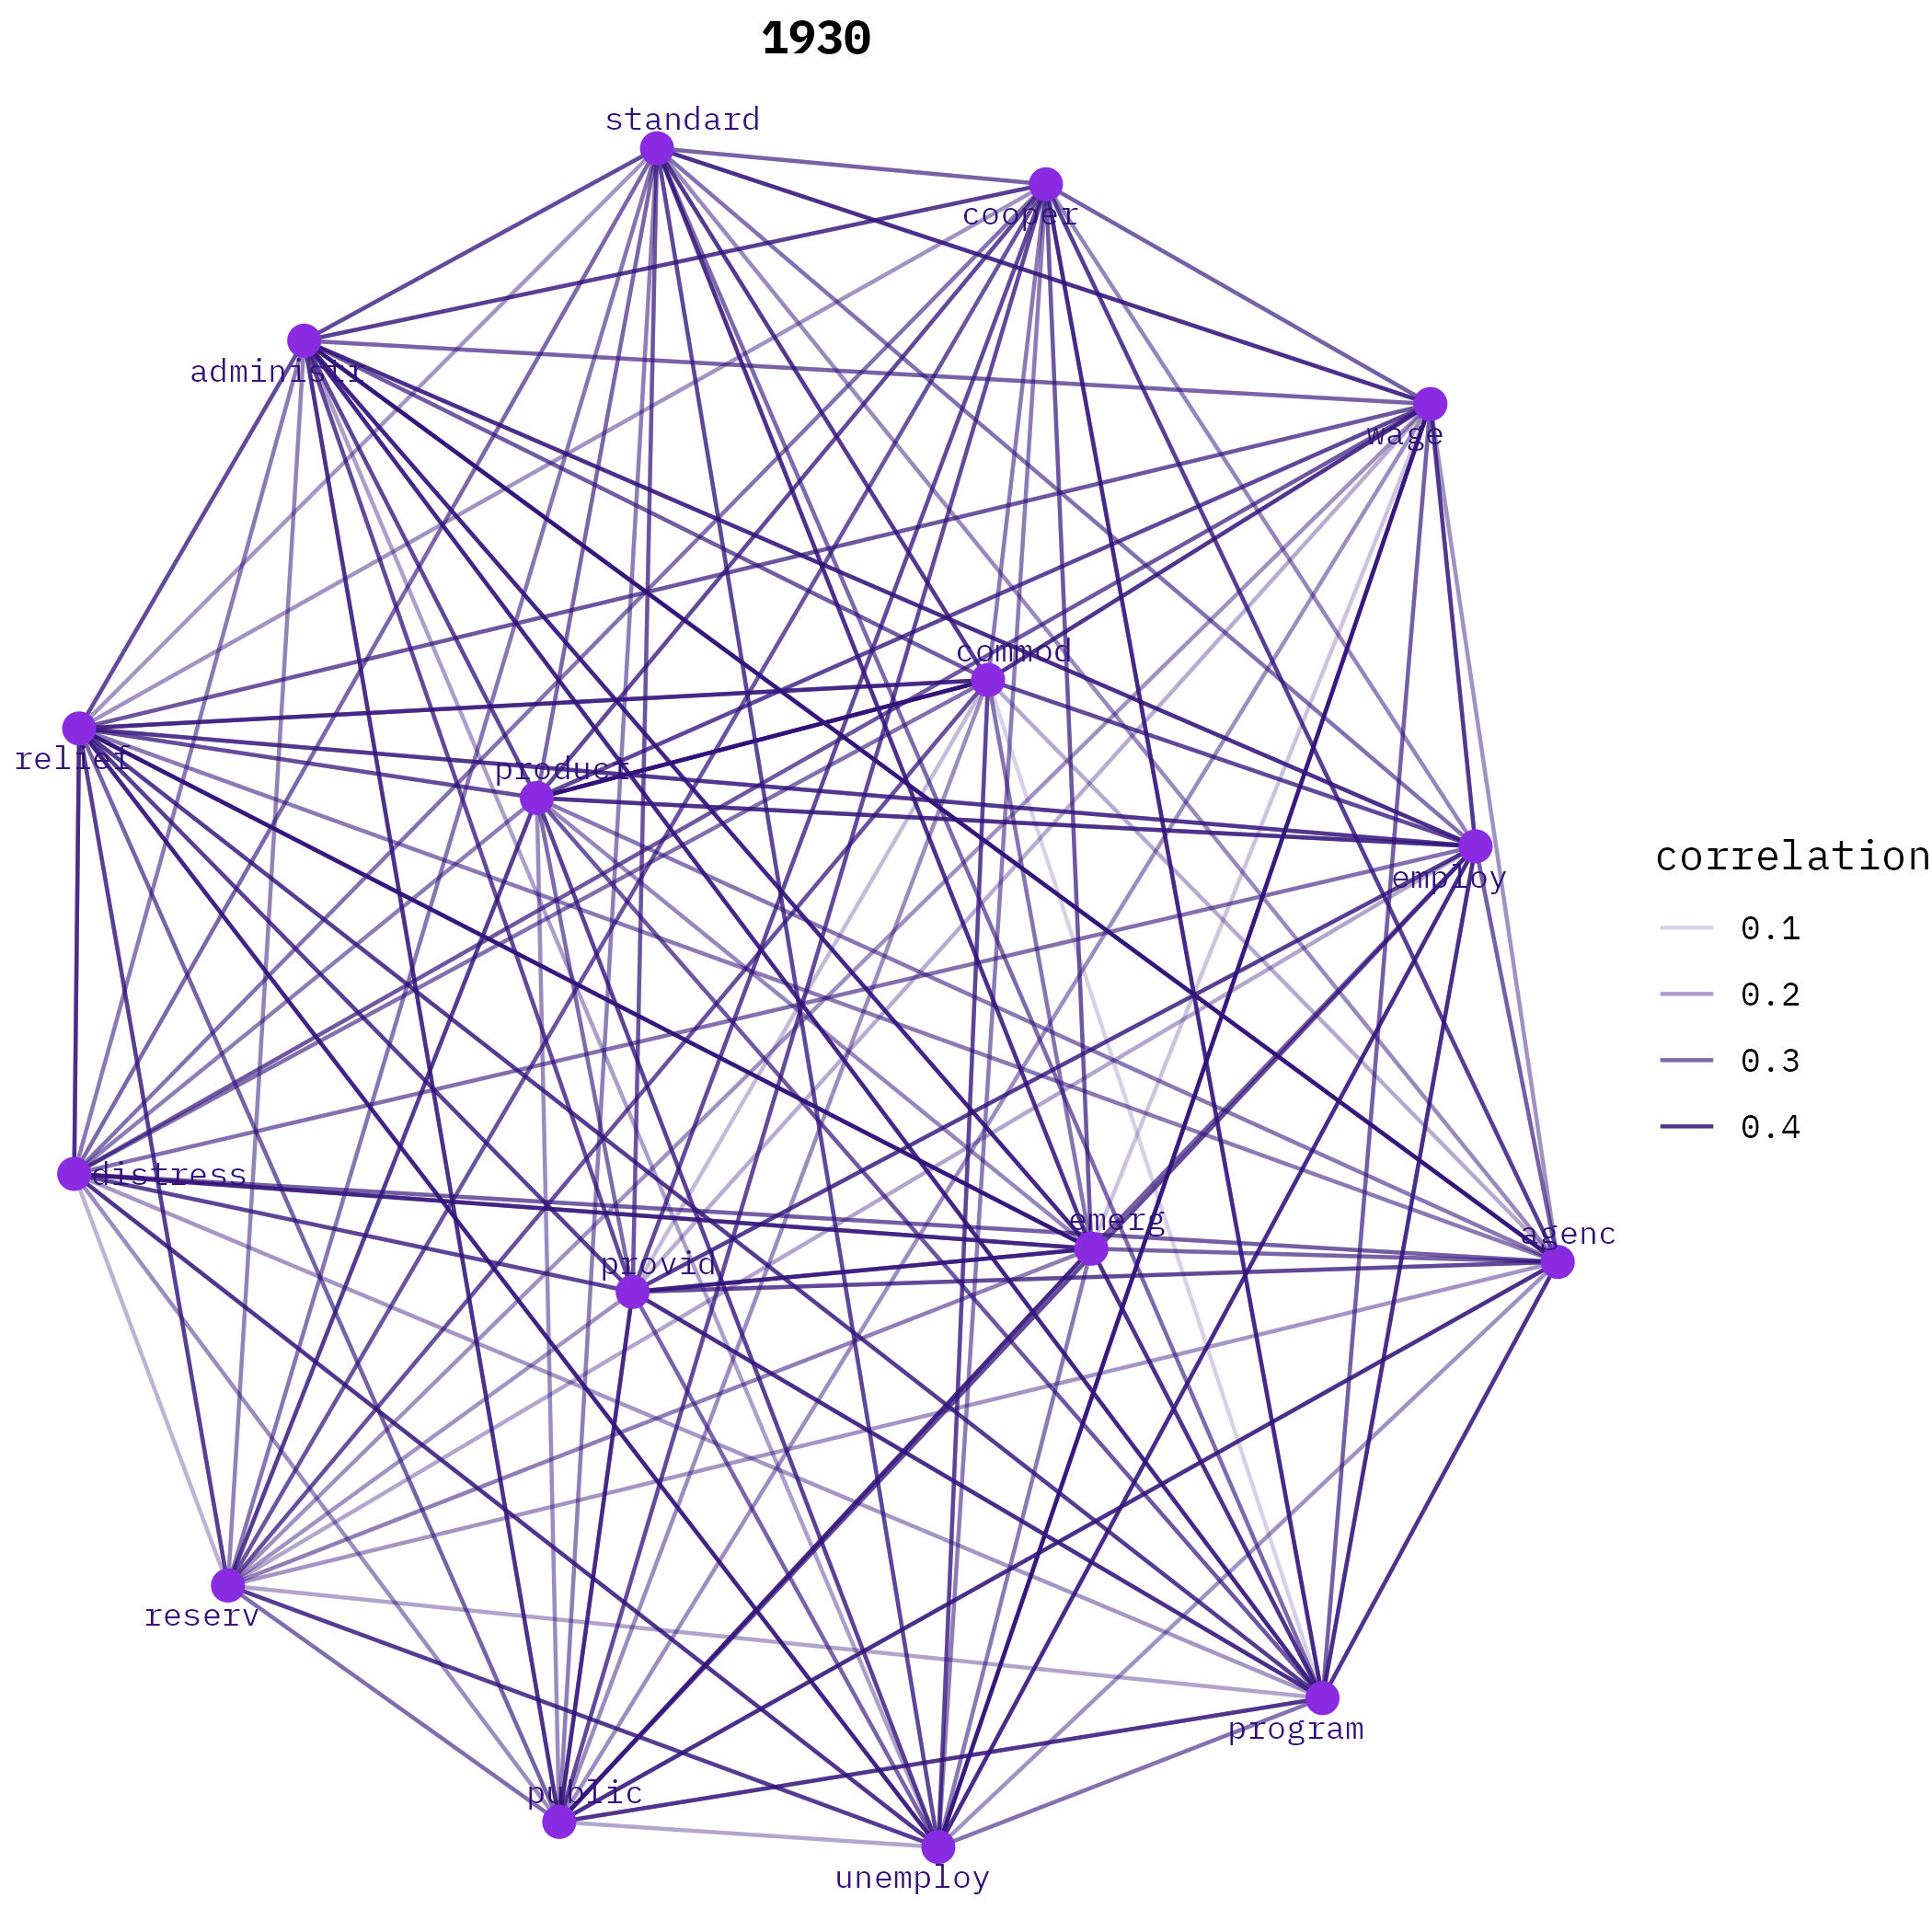 1930
standard
cooper
administr
wage
commod
relief
product
employ
correlation
0.1
0.2
0.3
0.4
distress
emerg
agenc
provid
reserv
program
public
unemploy